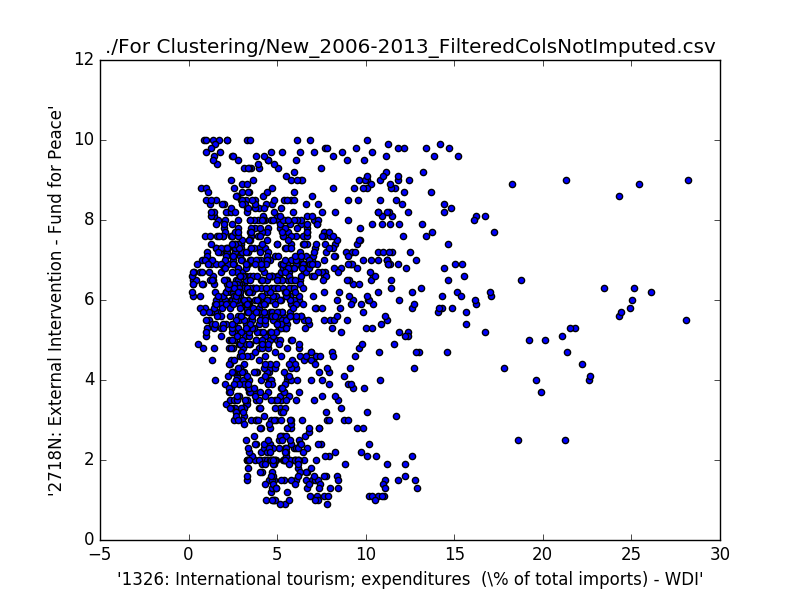 ./For Clustering/New_2006-2013_FilteredColsNotImputed.csv
12
10
8
6
4
2
0
'2718N: External Intervention - Fund for Peace'
−5 0 5 10 15 20 25 30
'1326: International tourism; expenditures (\% of total imports) - WDI'